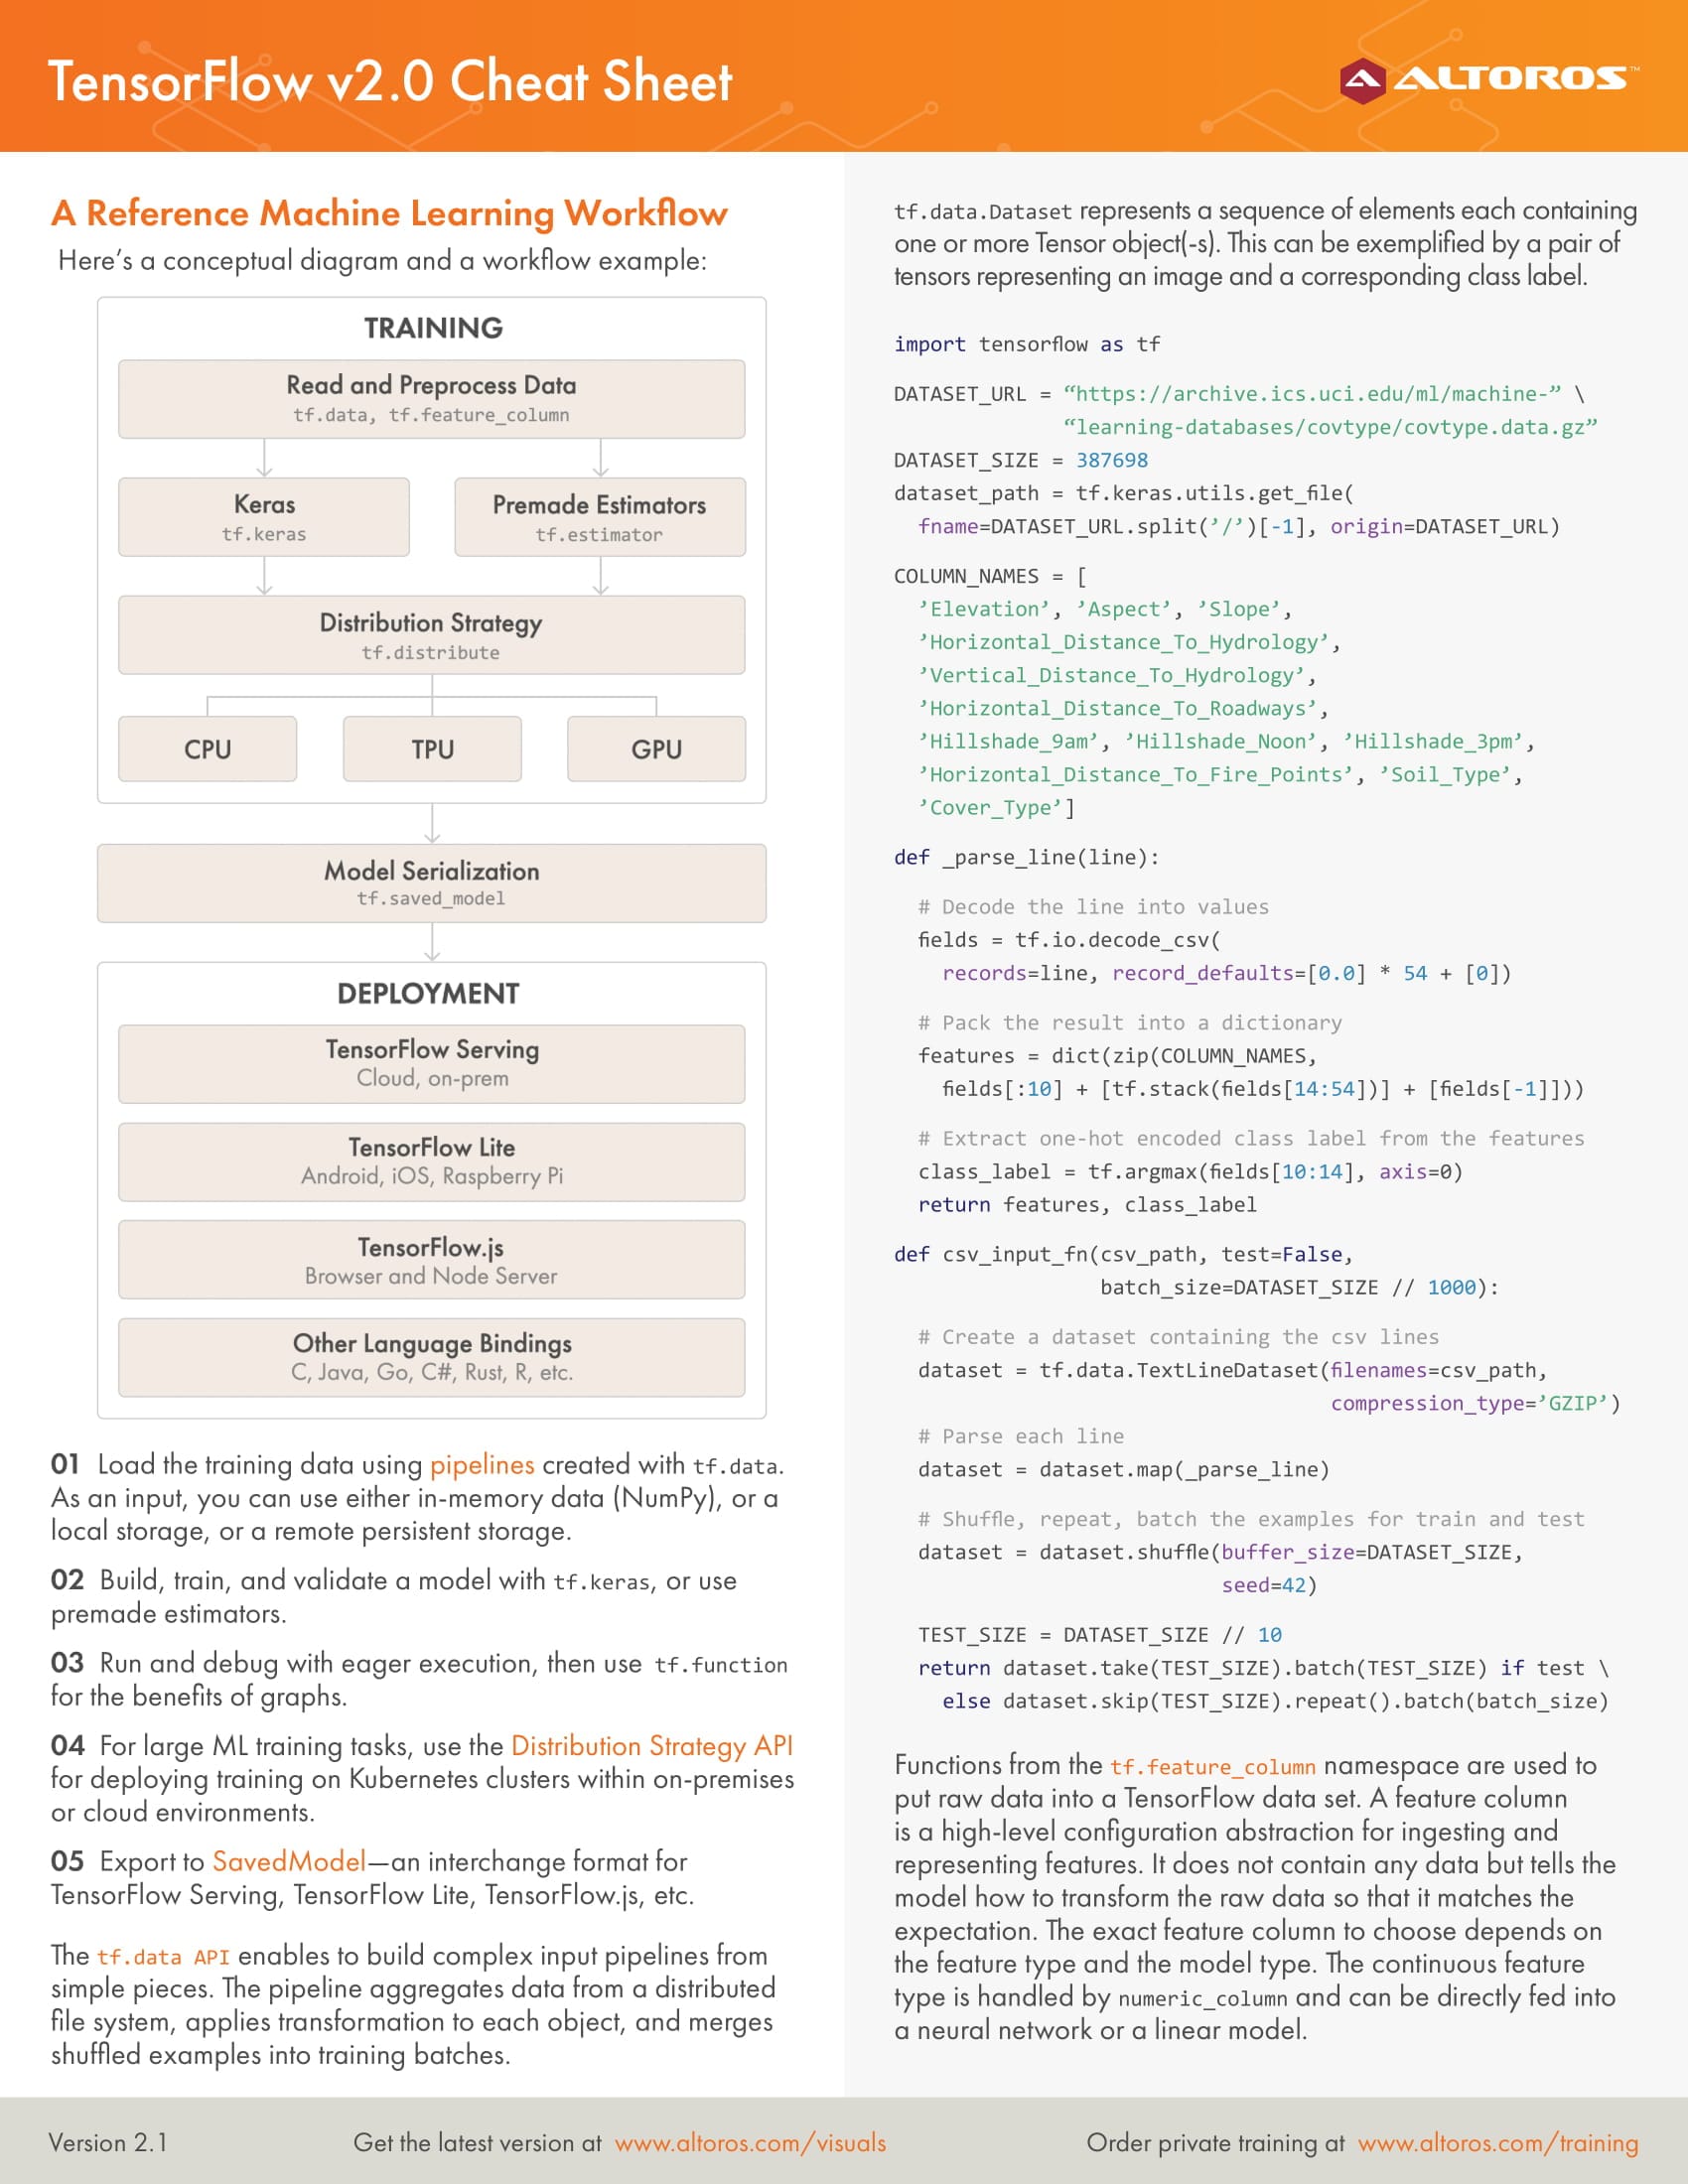 TensorFlow v2.0 Cheat Sheet
ALTOROS™
A Reference Machine Learning Workflow
Here’s a conceptual diagram and a workflow example:
TRAINING
Read and Preprocess Data
tf.data, tf.feature_column
Keras
tf.keras
Premade Estimators
tf.estimator
Distribution Strategy
tf.distribute
CPU
TPU
GPU
Model Serialization
tf.saved_model
DEPLOYMENT
TensorFlow Serving
Cloud, on-prem
TensorFlow Lite
Android, iOS, Raspberry Pi
TensorFlow.js
Browser and Node Server
Other Language Bindings
C, Java, Go, C#, Rust, R, etc.
01 Load the training data using pipelines created with tf.data.
As an input, you can use either in-memory data (NumPy), or a
local storage, or a remote persistent storage.
02 Build, train, and validate a model with tf.keras, or use
premade estimators.
03 Run and debug with eager execution, then use tf.function
for the benefits of graphs.
04 For large ML training tasks, use the Distribution Strategy API
for deploying training on Kubernetes clusters within on-premises
or cloud environments.
05 Export to SavedModel—an interchange format for
TensorFlow Serving, TensorFlow Lite, TensorFlow.js, etc.
The tf.data API enables to build complex input pipelines from
simple pieces. The pipeline aggregates data from a distributed
file system, applies transformation to each object, and merges
shuffled examples into training batches.
tf.data.Dataset represents a sequence of elements each containing
one or more Tensor object(-s). This can be exemplified by a pair of
tensors representing an image and a corresponding class label.
import tensorflow as tf
DATASET_URL = “https://archive.ics.uci.edu/ml/machine-” \
“learning-databases/covtype/covtype.data.gz”
DATASET_SIZE = 387698
dataset_path = tf.keras.utils.get_file(
fname=DATASET_URL.split(’/’)[-1], origin=DATASET_URL)
COLUMN_NAMES = [
’Elevation’, ’Aspect’, ’Slope’,
’Horizontal_Distance_To_Hydrology’,
’Vertical_Distance_To_Hydrology’,
’Horizontal_Distance_To_Roadways’,
’Hillshade_9am’, ’Hillshade_Noon’, ’Hillshade_3pm’,
’Horizontal_Distance_To_Fire_Points’, ’Soil_Type’,
’Cover_Type’]
def _parse_line(line):
# Decode the line into values
fields = tf.io.decode_csv(
records=line, record_defaults=[0.0] * 54 + [0])
# Pack the result into a dictionary
features = dict(zip(COLUMN_NAMES,
fields[:10] + [tf.stack(fields[14:54])] + [fields[-1]]))
# Extract one-hot encoded class label from the features
class_label = tf.argmax(fields[10:14], axis=0)
return features, class_label
def csv_input_fn(csv_path, test=False,
batch_size=DATASET_SIZE // 1000):
# Create a dataset containing the csv lines
dataset = tf.data.TextLineDataset(filenames=csv_path,
compression_type=’GZIP’)
# Parse each line
dataset = dataset.map(_parse_line)
# Shuffle, repeat, batch the examples for train and test
dataset = dataset.shuffle(buffer_size=DATASET_SIZE,
seed=42)
TEST_SIZE = DATASET_SIZE // 10
return dataset.take(TEST_SIZE).batch(TEST_SIZE) if test \
else dataset.skip(TEST_SIZE).repeat().batch(batch_size)
Functions from the tf.feature_column namespace are used to
put raw data into a TensorFlow data set. A feature column
is a high-level configuration abstraction for ingesting and
representing features. It does not contain any data but tells the
model how to transform the raw data so that it matches the
expectation. The exact feature column to choose depends on
the feature type and the model type. The continuous feature
type is handled by numeric_column and can be directly fed into
a neural network or a linear model.
Version 2.1
Get the latest version at www.altoros.com/visuals
Order private training at www.altoros.com/training